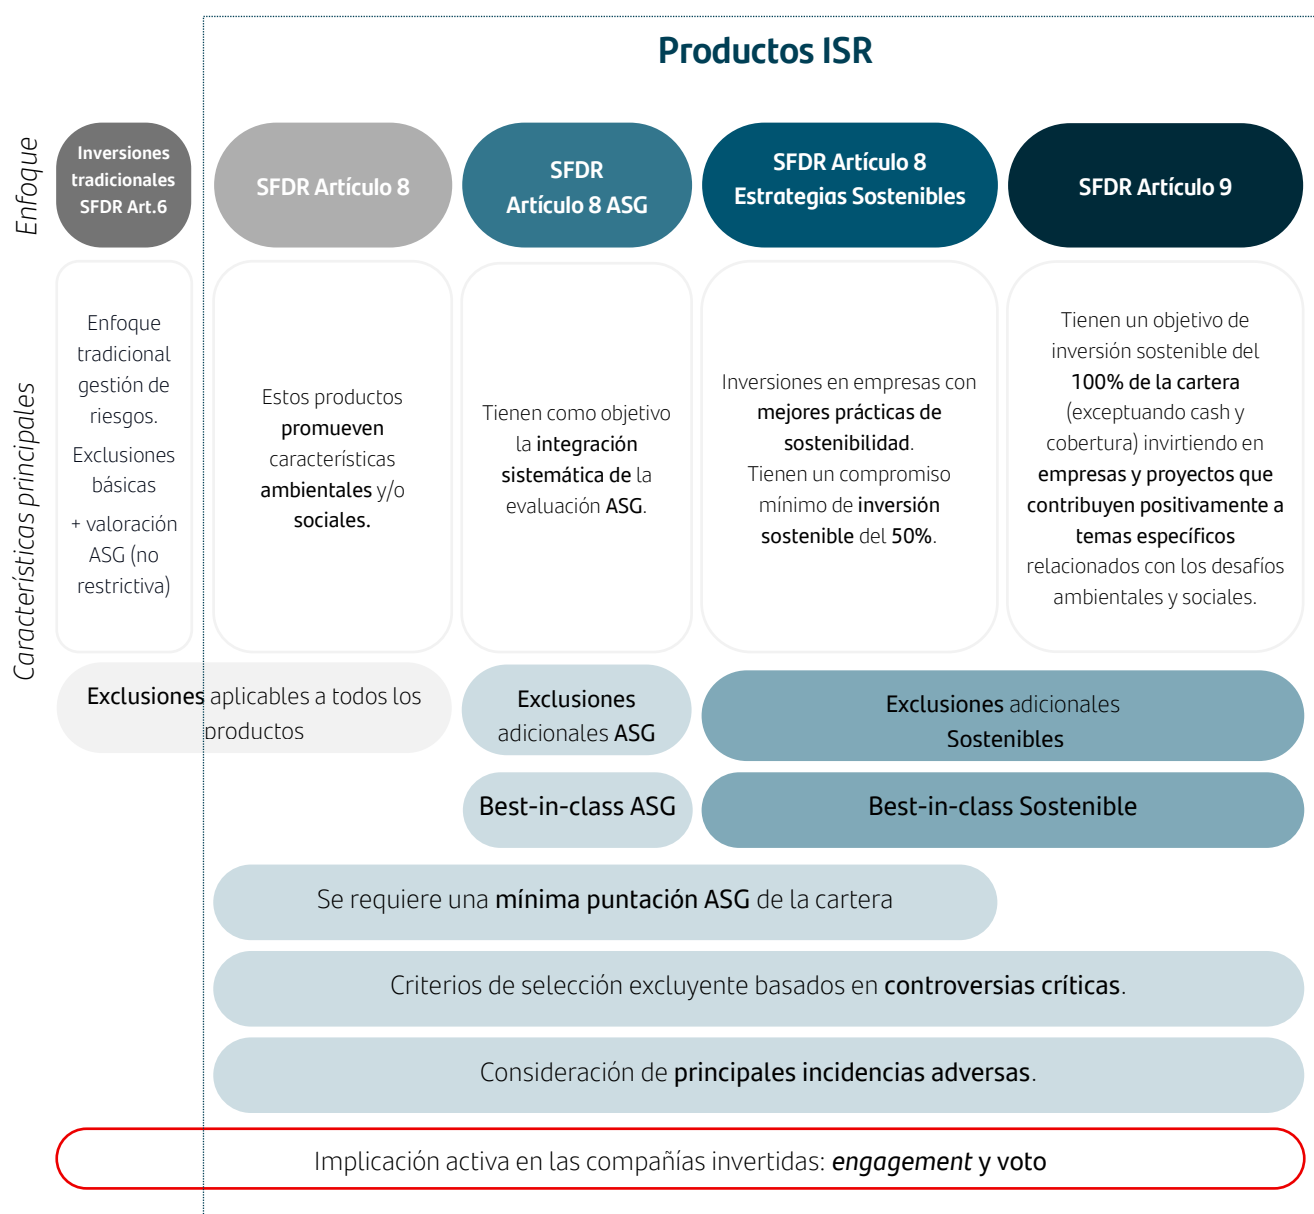 Productos ISR
Enfoque
Inversiones
tradicionales
SFDR Art.6
SFDR Artículo 8
SFDR
Artículo 8 ASG
SFDR Artículo 8
Estrategias Sostenibles
SFDR Artículo 9
Características principales
Enfoque
tradicional
gestión de
riesgos.
Exclusiones
básicas
+ valoración
ASG (no
restrictiva)
Estos productos
promueven
características
ambientales y/o
sociales.
Tienen como objetivo
la integración
sistemática de la
evaluación ASG.
Inversiones en empresas con
mejores prácticas de
sostenibilidad.
Tienen un compromiso
mínimo de inversión
sostenible del 50%.
Tienen un objetivo de
inversión sostenible del
100% de la cartera
(exceptuando cash y
cobertura) invirtiendo en
empresas y proyectos que
contribuyen positivamente a
temas específicos
relacionados con los desafíos
ambientales y sociales.
Exclusiones aplicables a todos los
productos
Exclusiones
adicionales ASG
Exclusiones adicionales
Sostenibles
Best-in-class ASG
Best-in-class Sostenible
Se requiere una mínima puntación ASG de la cartera
Criterios de selección excluyente basados en controversias críticas.
Consideración de principales incidencias adversas.
Implicación activa en las compañías invertidas: engagement y voto